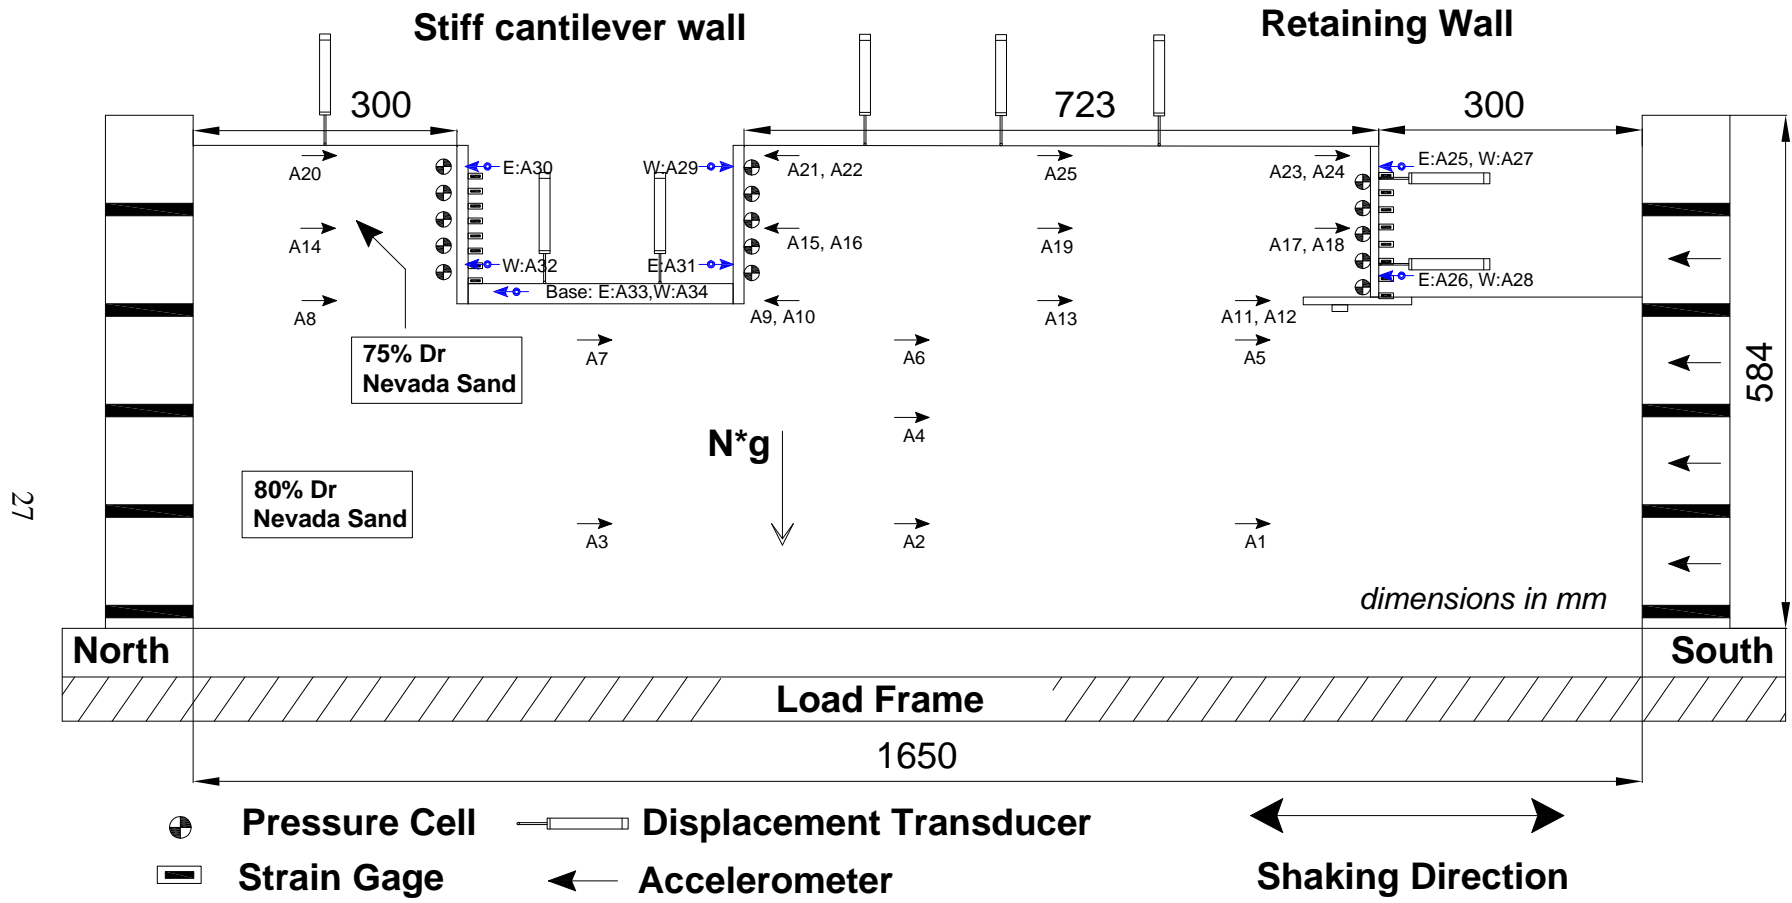 Stiff cantilever wall
Retaining Wall
300
723
300
A20
E:A30
W:A29
A21, A22
A25
A23, A24
E:A25, W:A27
A14
A15, A16
A19
A17, A18
W:A32
E:A31
E:A26, W:A28
Base: E:A33,W:A34
A8
A9, A10
A13
A11, A12
75% Dr
Nevada Sand
A7
A6
A5
584
A4
N*g
80% Dr
Nevada Sand
27
A3
A2
A1
dimensions in mm
North
South
Load Frame
1650
Pressure Cell
Displacement Transducer
Strain Gage
Accelerometer
Shaking Direction